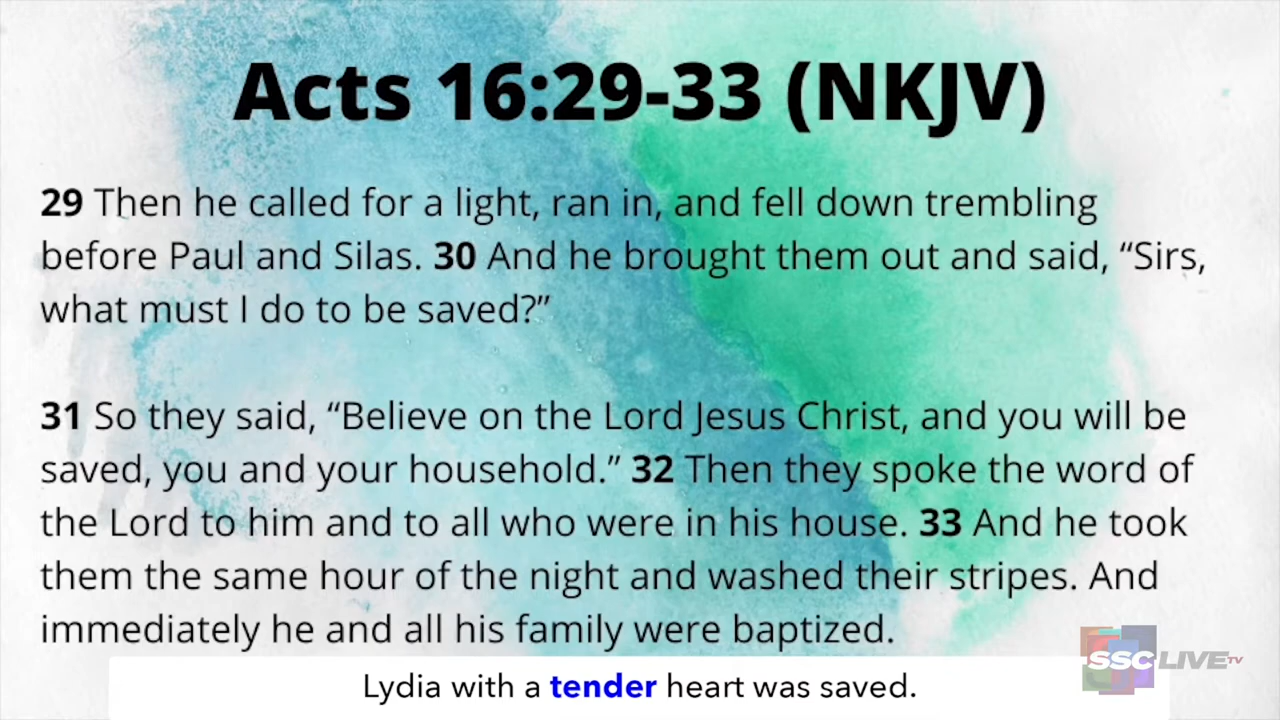 Acts 16:29-33 (NKJV)
29 Then he called for a light, ran in, and fell down trembling
before Paul and Silas. 30 And he brought them out and said, “Sirs,
what must I do to be saved?”
31 So they said, “Believe on the Lord Jesus Christ, and you will be
saved, you and your household.” 32 Then they spoke the word of
the Lord to him and to all who were in his house. 33 And he took
them the same hour of the night and washed their stripes. And
immediately he and all his family were baptized.
SSC LIVE TV
Lydia with a tender heart was saved.